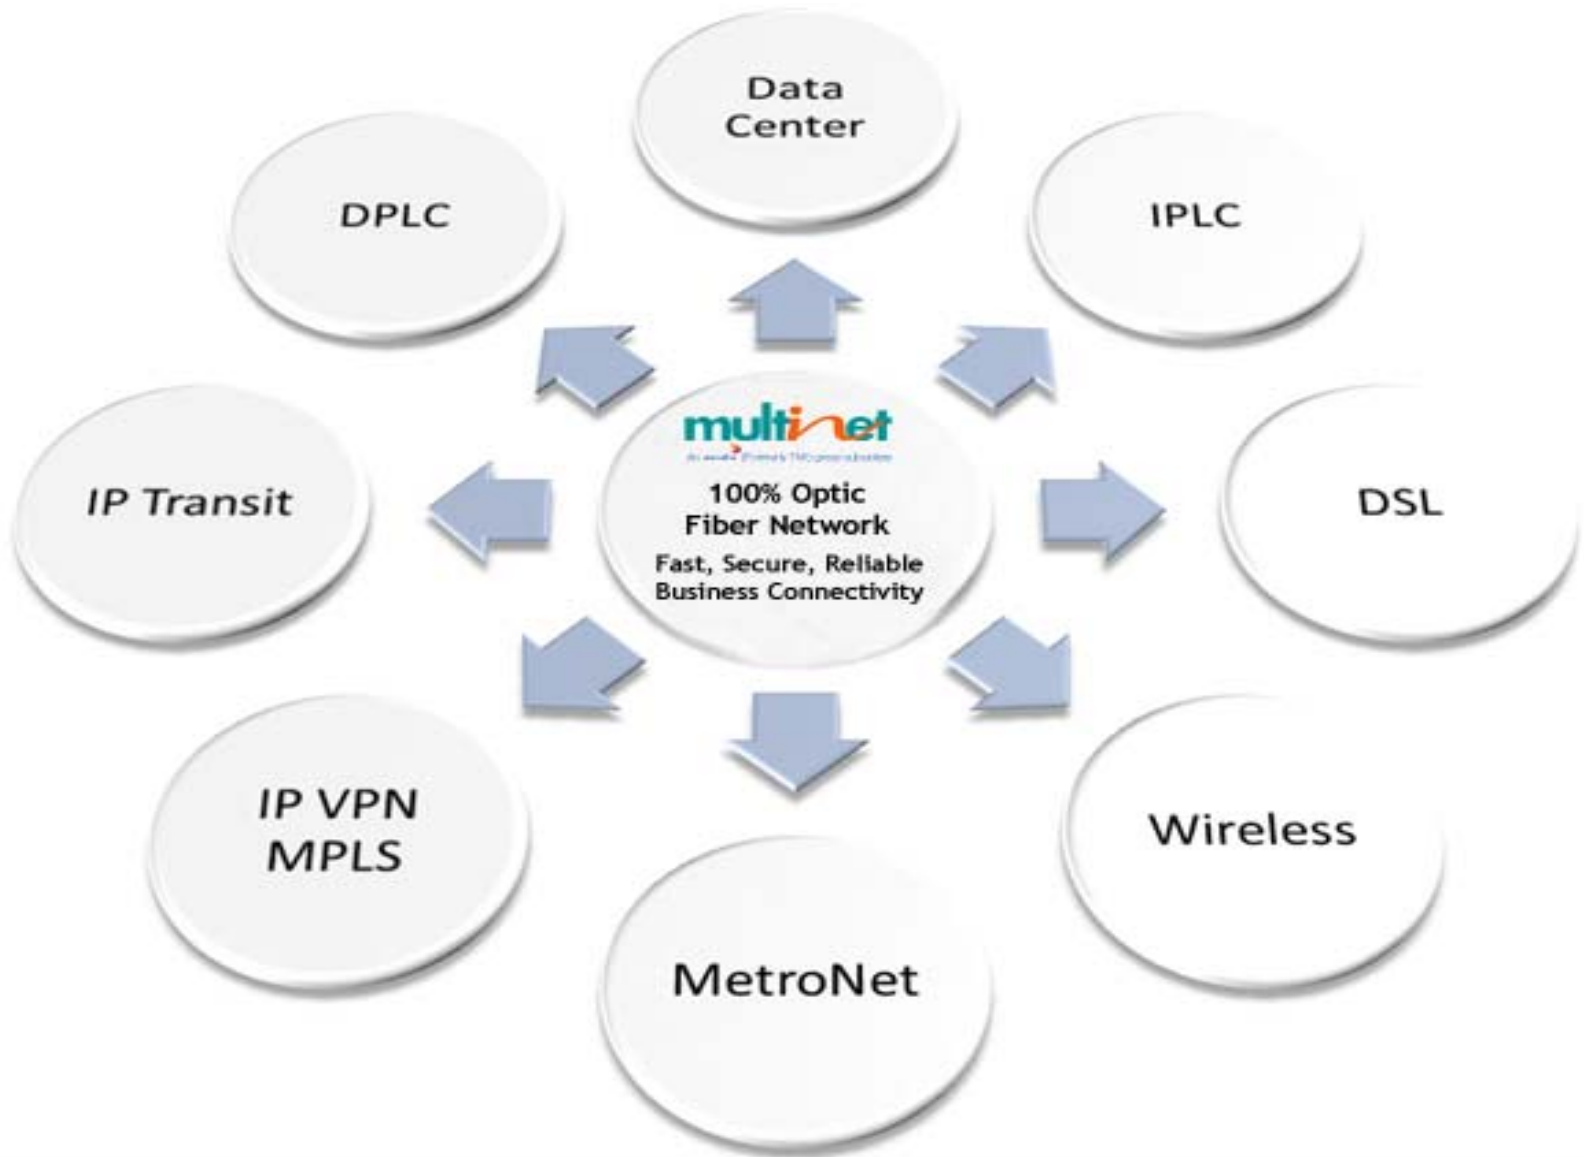 Data
Center
DPLC
IPLC
multinet
100% Optic
Fiber Network
Fast, Secure, Reliable
Business Connectivity
IP Transit
DSL
IP VPN
MPLS
Wireless
MetroNet